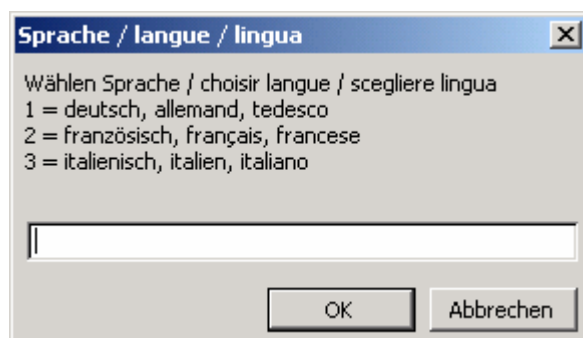 Sprache / langue / lingua
Wählen Sprache / choisir langue / scegliere lingua
1 = deutsch, allemand, tedesco
2 = französisch, français, francese
3 = italienisch, italien, italiano
OK Abbrechen